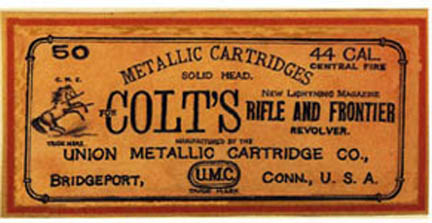 50
44 CAL.
CENTRAL FIRE
METALLIC CARTRIDGES
SOLID HEAD.
TRADE MARK.
FOR COLT'S
NEW LIGHTNING MAGAZINE
RIFLE AND FRONTIER
REVOLVER.
MANUFACTURED BY THE
UNION METALLIC CARTRIDGE CO.,
BRIDGEPORT,
U.M.C.
TRADE MARK
CONN., U. S. A.